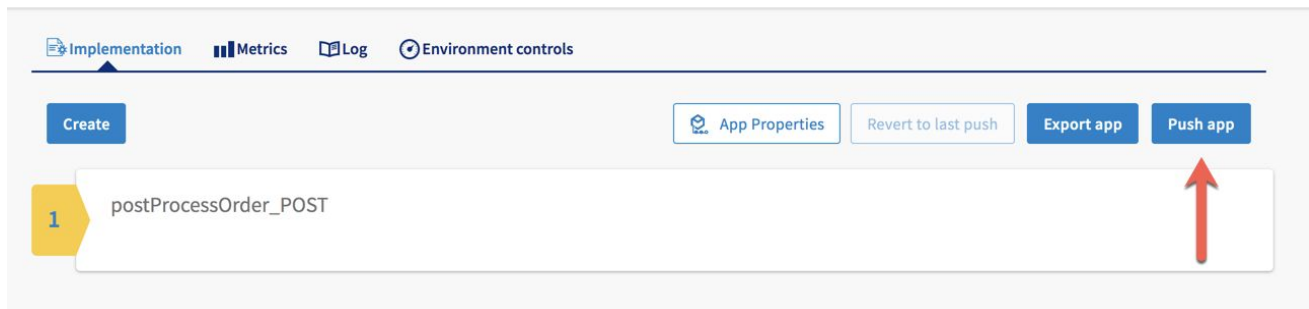 Implementation Metrics Log Environment controls
Create App Properties Revert to last push Export app Push app
1 postProcessOrder_POST